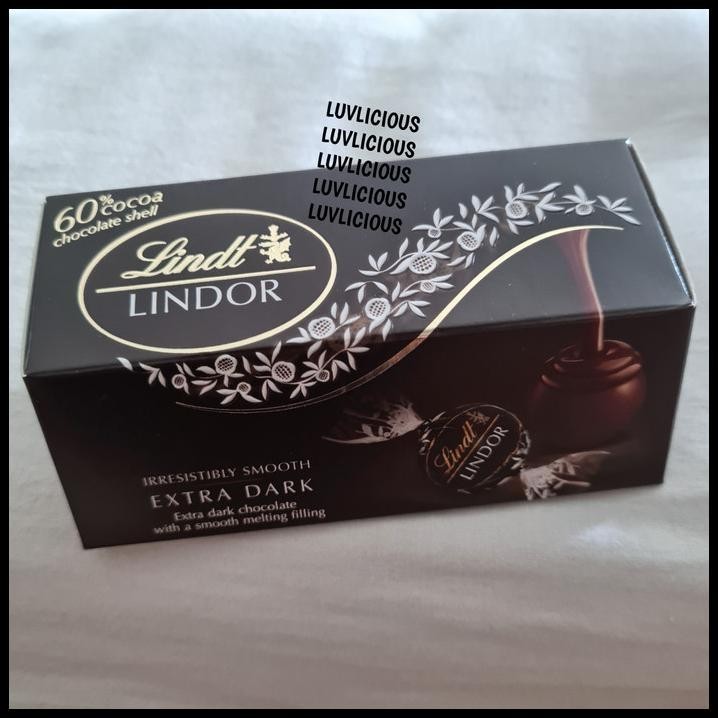 LUVLICIOUS
LUVLICIOUS
LUVLICIOUS
LUVLICIOUS
LUVLICIOUS
60% cocoa
chocolate shell
Lindt
LINDOR
Lindt
LINDOR
IRRESISTIBLY SMOOTH
EXTRA DARK
Extra dark chocolate
with a smooth melting filling